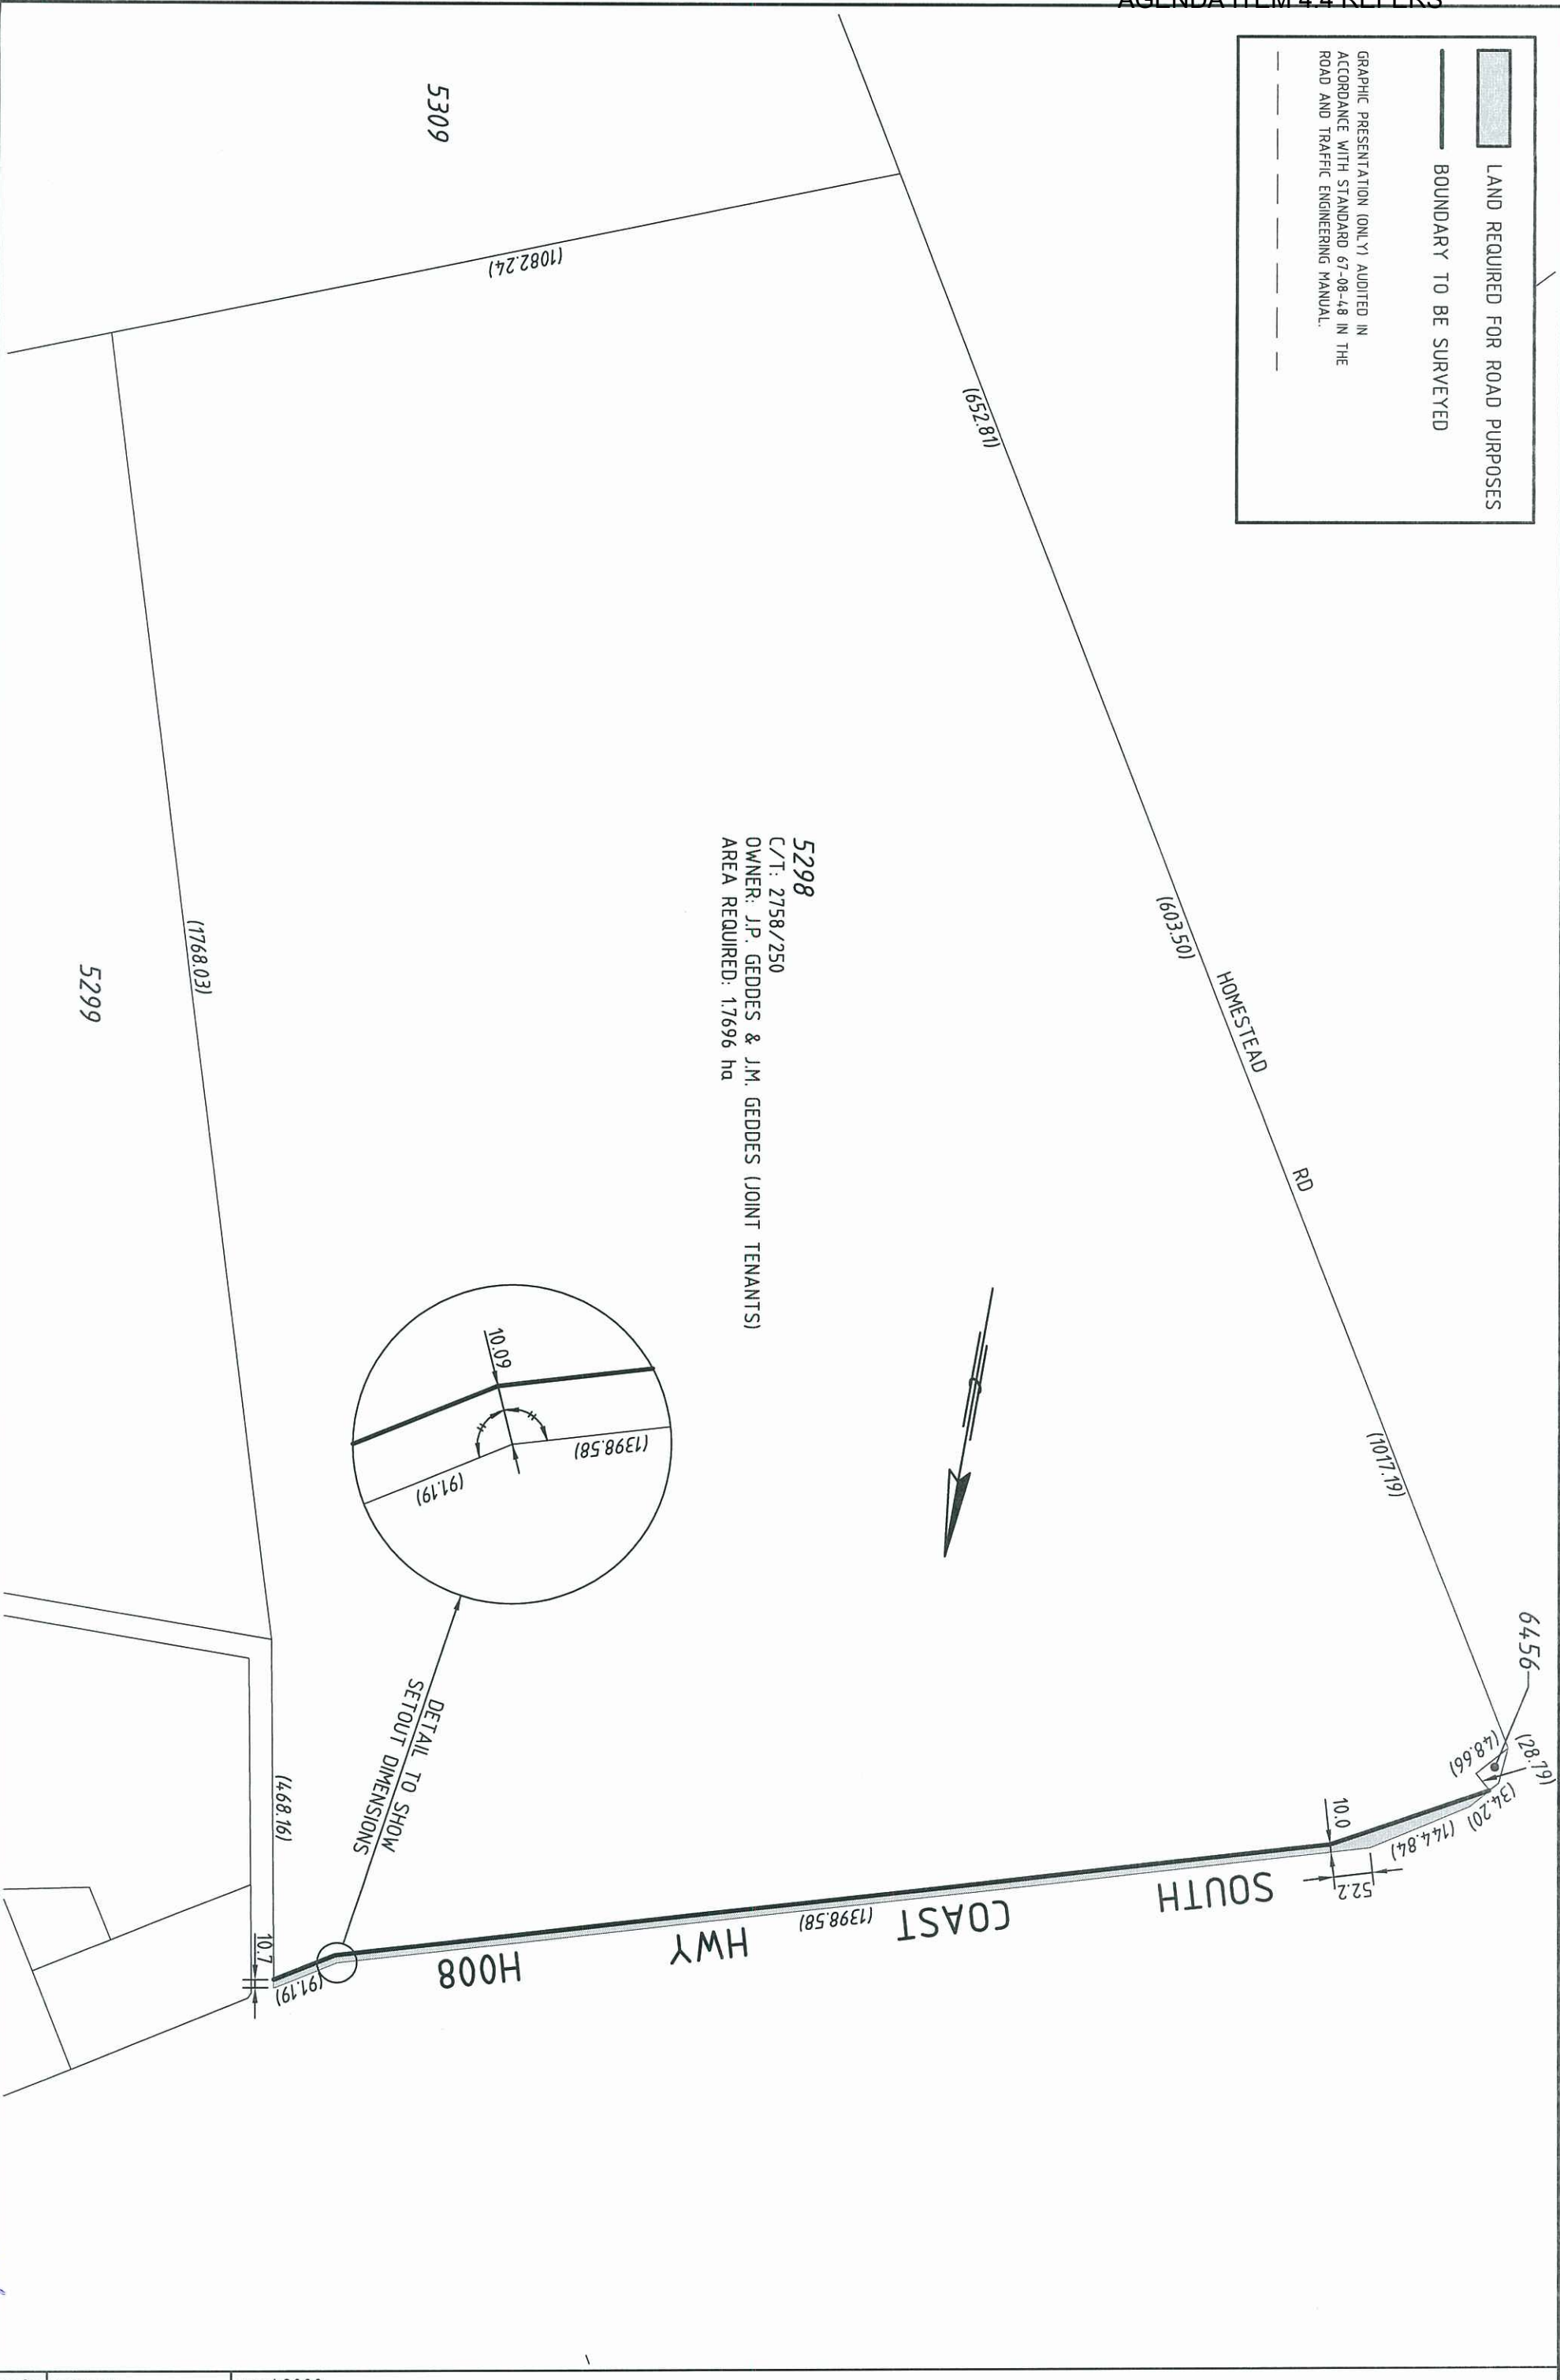 LAND REQUIRED FOR ROAD PURPOSES
BOUNDARY TO BE SURVEYED
GRAPHIC PRESENTATION (ONLY) AUDITED IN
ACCORDANCE WITH STANDARD 67-08-48 IN THE
ROAD AND TRAFFIC ENGINEERING MANUAL.
5309
(1082.24)
(652.81)
(603.50)
HOMESTEAD RD
(1017.19)
5298
C/T: 2758/250
OWNER: J.P. GEDDES & J.M. GEDDES (JOINT TENANTS)
AREA REQUIRED: 1.7696 ha
(1768.03)
5299
10.09
(1398.58)
(91.19)
DETAIL TO SHOW
SETOUT DIMENSIONS
(468.16)
6456
(28.79)
(48.66)
(34.20)
(144.84)
10.0
52.2
SOUTH COAST HWY H008
(1398.58)
(91.19)
10.7